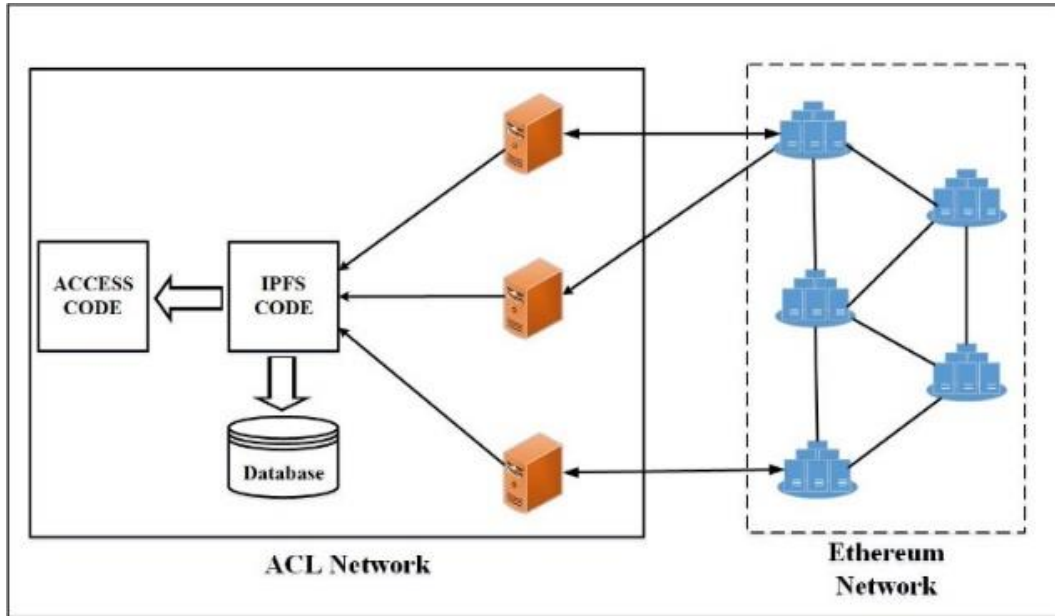 ACCESS
CODE
IPFS
CODE
Database
ACL Network
Ethereum
Network